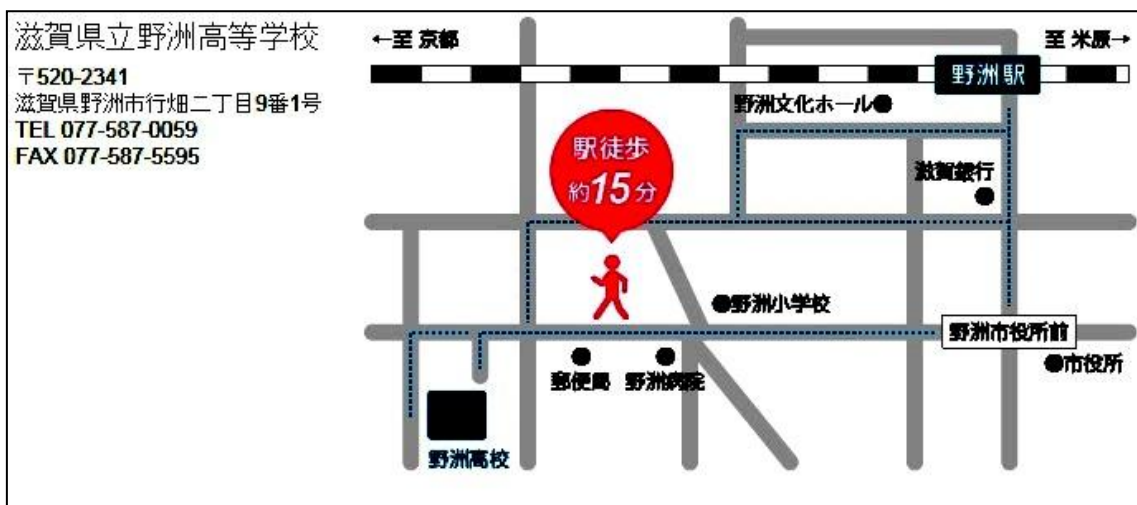 滋賀県立野洲高等学校
〒520-2341
滋賀県野洲市行畑二丁目9番1号
TEL 077-587-0059
FAX 077-587-5595
←至 京都
至 米原→
野洲駅
野洲文化ホール●
駅徒歩
約15分
滋賀銀行
●野洲小学校
野洲市役所前
●市役所
郵便局
野洲病院
野洲高校